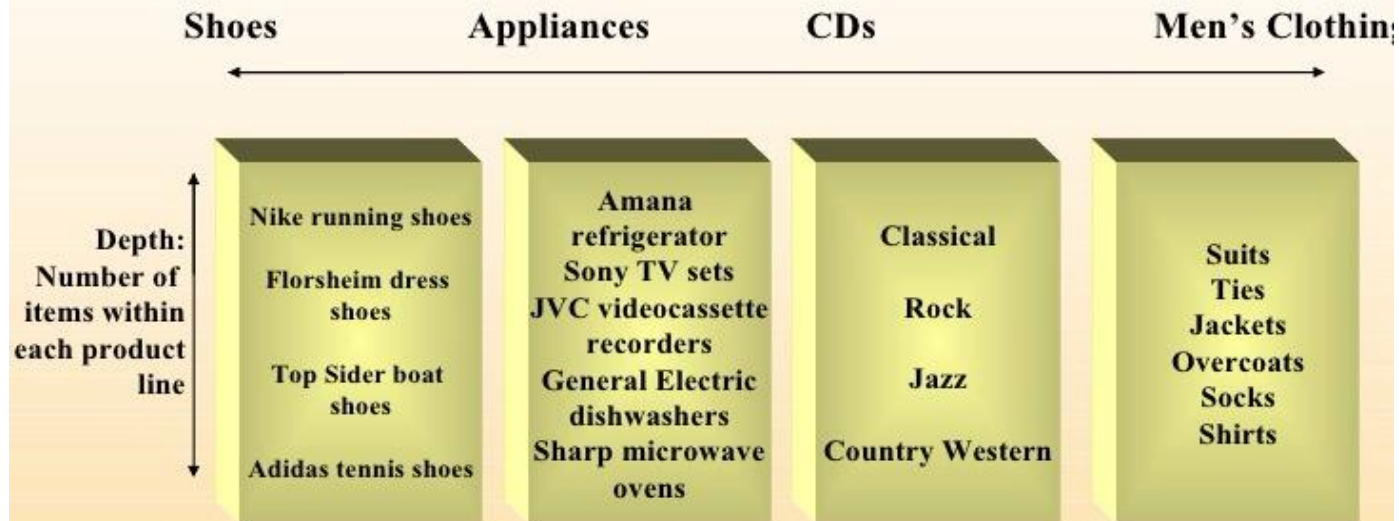 Shoes
Appliances
CDs
Men's Clothing
Depth:
Number of
items within
each product
line
Nike running shoes
Florsheim dress
shoes
Top Sider boat
shoes
Adidas tennis shoes
Amana
refrigerator
Sony TV sets
JVC videocassette
recorders
General Electric
dishwashers
Sharp microwave
ovens
Classical
Rock
Jazz
Country Western
Suits
Ties
Jackets
Overcoats
Socks
Shirts